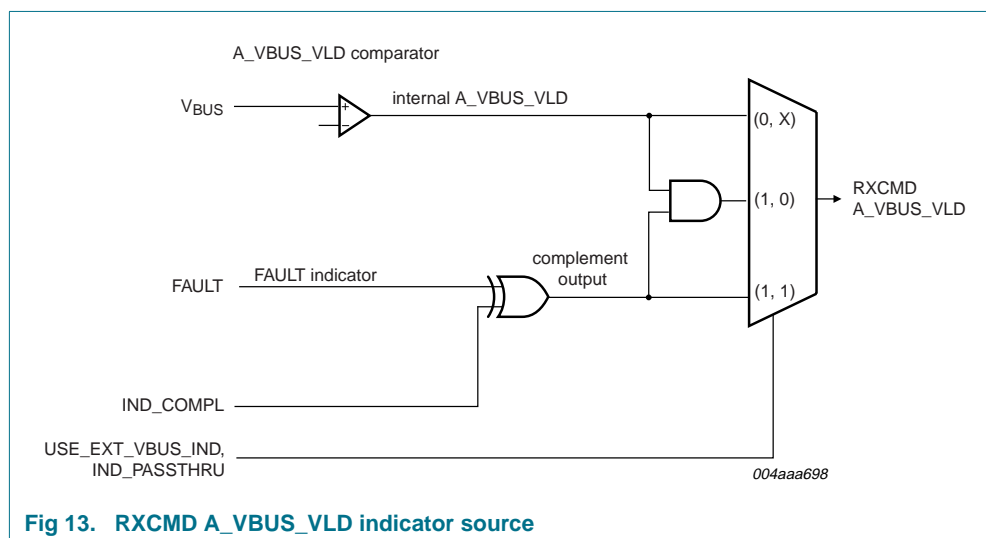 A_VBUS_VLD comparator
VBUS
+
−
internal A_VBUS_VLD
(0, X)
(1, 0)
RXCMD
A_VBUS_VLD
complement
output
FAULT
FAULT indicator
(1, 1)
IND_COMPL
USE_EXT_VBUS_IND,
IND_PASSTHRU
004aaa698
Fig 13. RXCMD A_VBUS_VLD indicator source